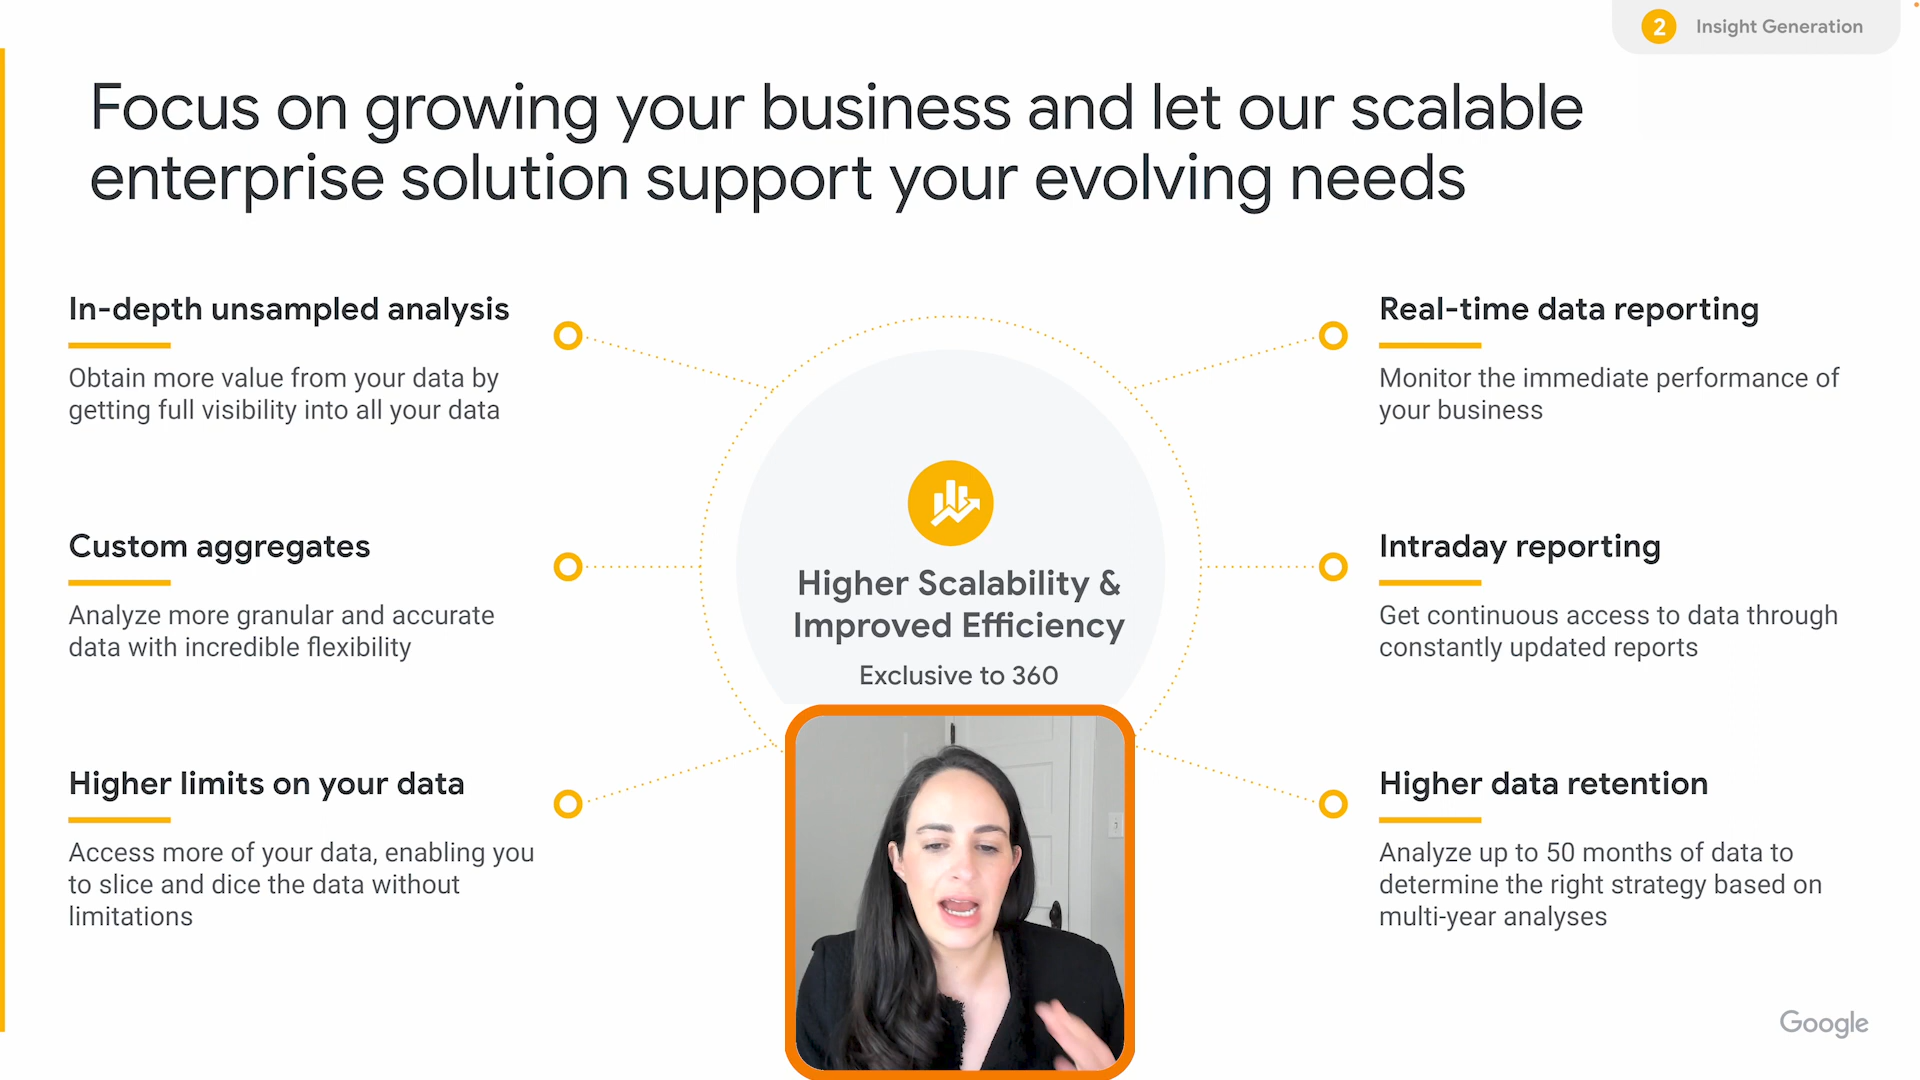 2 Insight Generation
Focus on growing your business and let our scalable
enterprise solution support your evolving needs
In-depth unsampled analysis
Obtain more value from your data by
getting full visibility into all your data
Custom aggregates
Analyze more granular and accurate
data with incredible flexibility
Higher limits on your data
Access more of your data, enabling you
to slice and dice the data without
limitations
Higher Scalability &
Improved Efficiency
Exclusive to 360
Real-time data reporting
Monitor the immediate performance of
your business
Intraday reporting
Get continuous access to data through
constantly updated reports
Higher data retention
Analyze up to 50 months of data to
determine the right strategy based on
multi-year analyses
Google